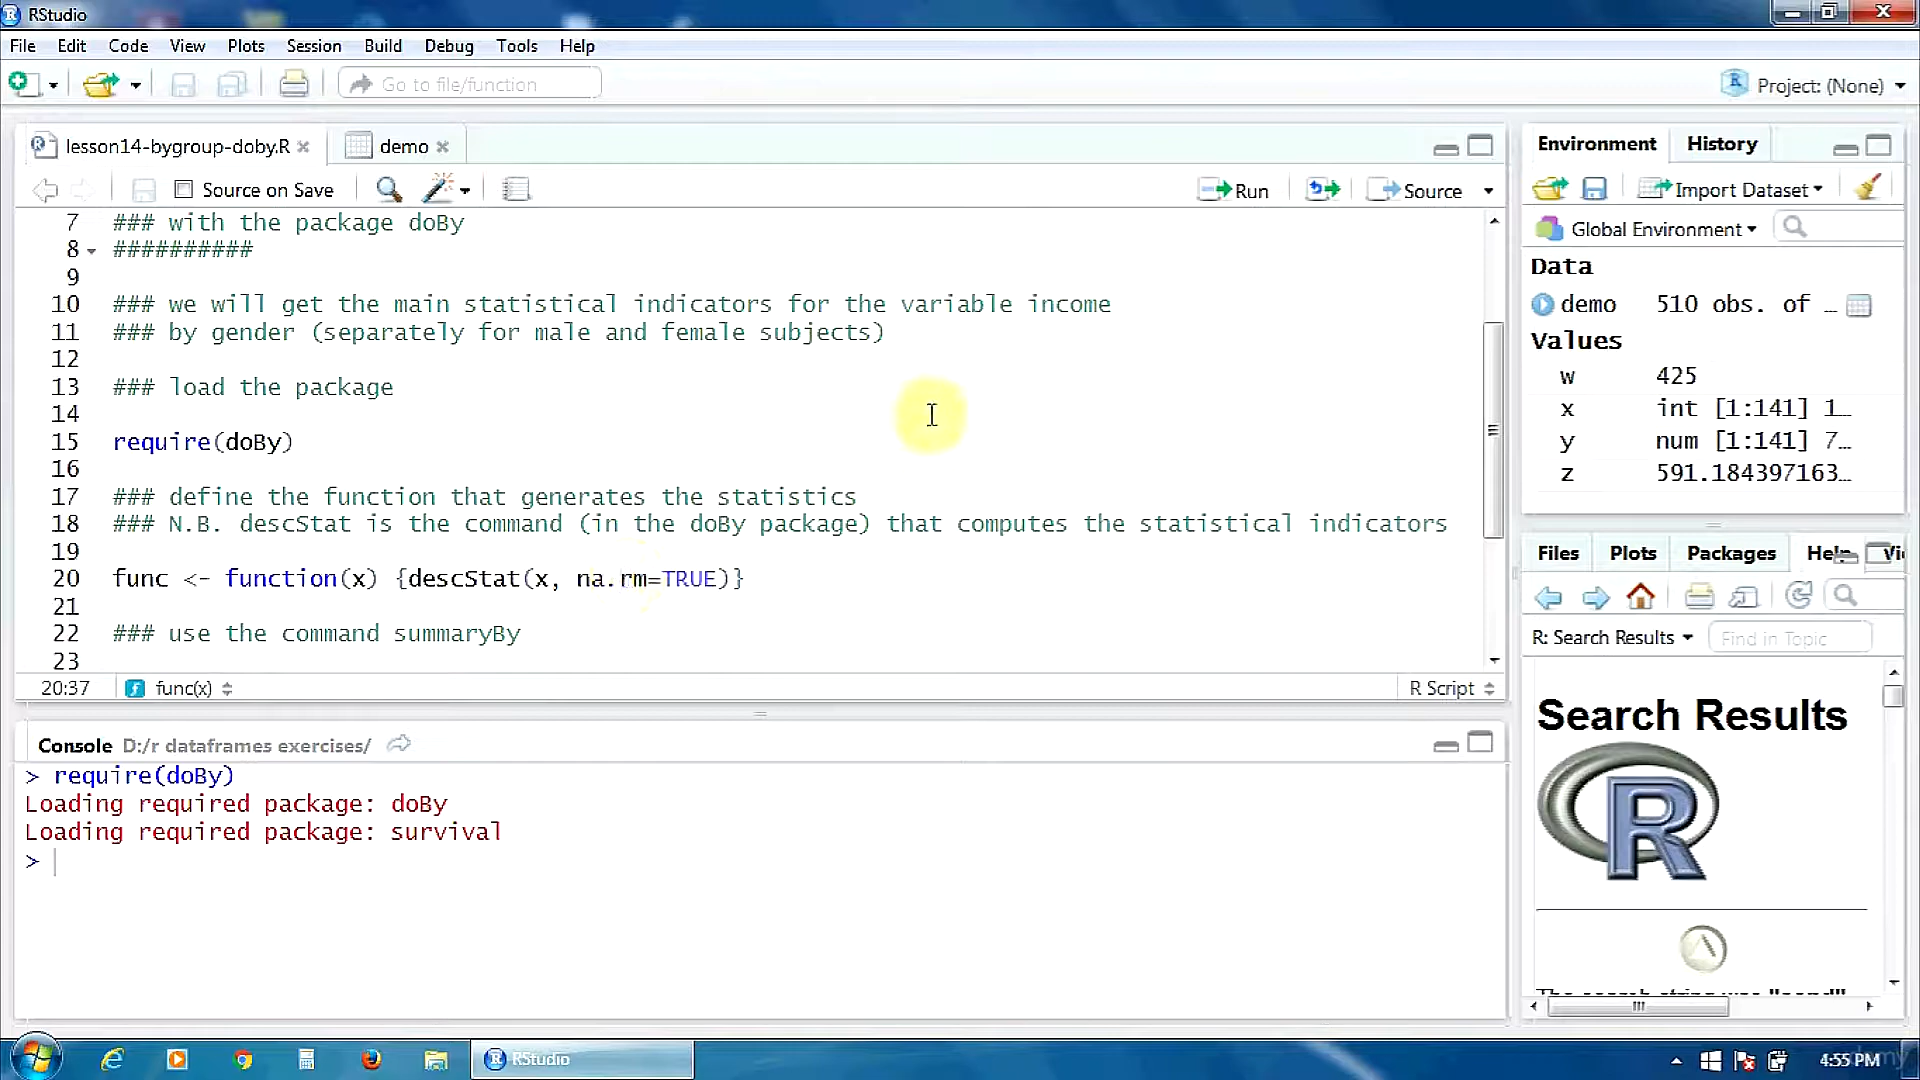 RStudio
File Edit Code View Plots Session Build Debug Tools Help
Go to file/function
Project: (None)
lesson14-bygroup-doby.R
demo
Source on Save
Run
Source
7 ### with the package doBy
8 ##########
9
10 ### we will get the main statistical indicators for the variable income
11 ### by gender (separately for male and female subjects)
12
13 ### load the package
14
15 require(doBy)
16
17 ### define the function that generates the statistics
18 ### N.B. descStat is the command (in the doBy package) that computes the statistical indicators
19
20 func <- function(x) {descStat(x, na.rm=TRUE)}
21
22 ### use the command summaryBy
23
20:37 func(x) R Script
Console D:/r dataframes exercises/
> require(doBy)
Loading required package: doBy
Loading required package: survival
>
Environment History
Import Dataset
Global Environment
Data
demo 510 obs. of …
Values
w 425
x int [1:141] 1…
y num [1:141] 7…
z 591.184397163…
Files Plots Packages Help Vi
R: Search Results
Find in Topic
Search Results
R
RStudio
4:55 PM